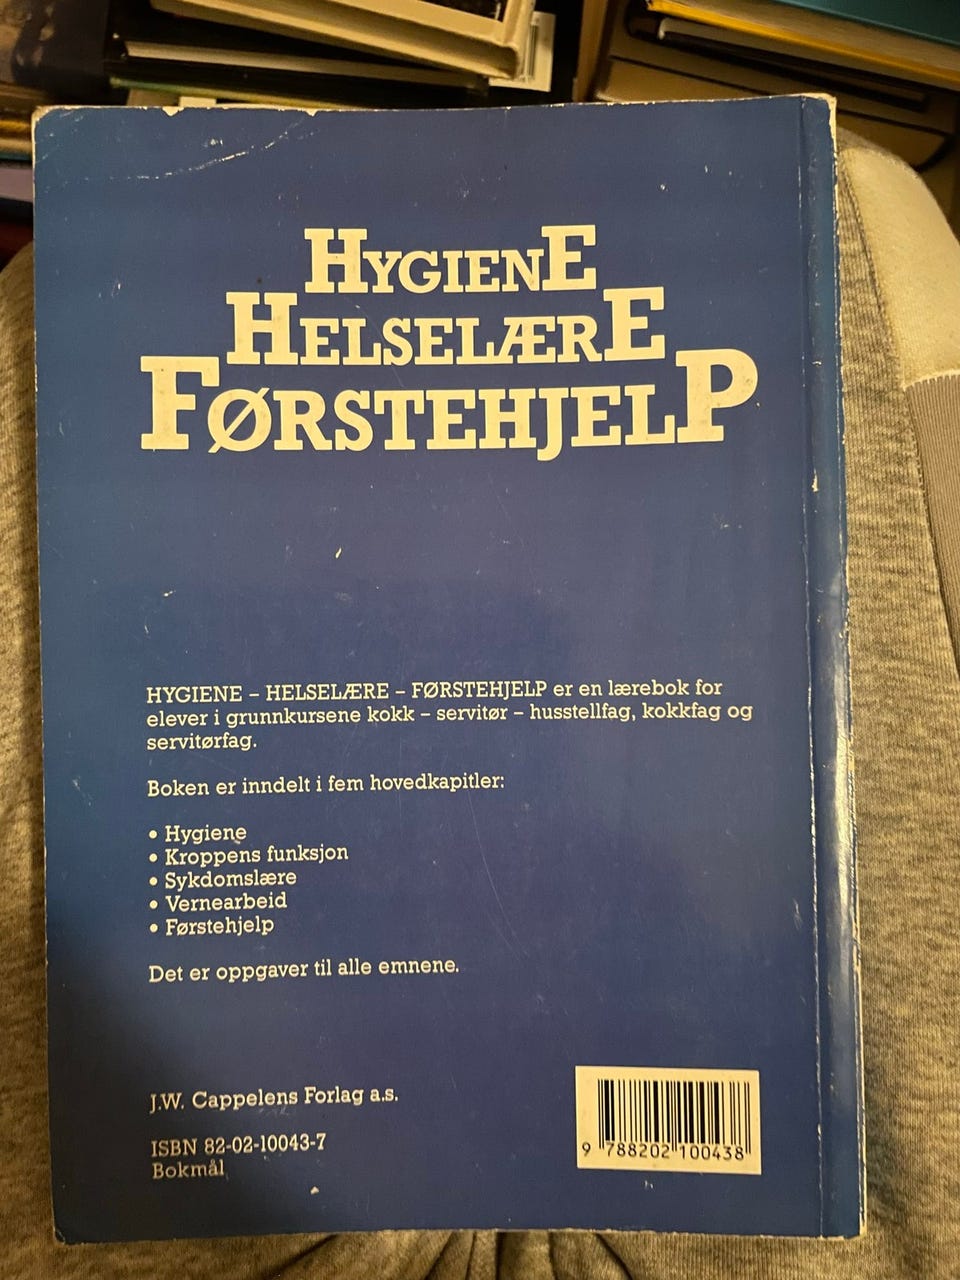 HYGIENE
HELSELÆRE
FØRSTEHJELP
HYGIENE – HELSELÆRE – FØRSTEHJELP er en lærebok for
elever i grunnkursene kokk – servitør – husstellfag, kokkfag og
servitørfag.
Boken er inndelt i fem hovedkapitler:
• Hygiene
• Kroppens funksjon
• Sykdomslære
• Vernearbeid
• Førstehjelp
Det er oppgaver til alle emnene.
J.W. Cappelens Forlag a.s.
ISBN 82-02-10043-7
Bokmål
9 788202 100438